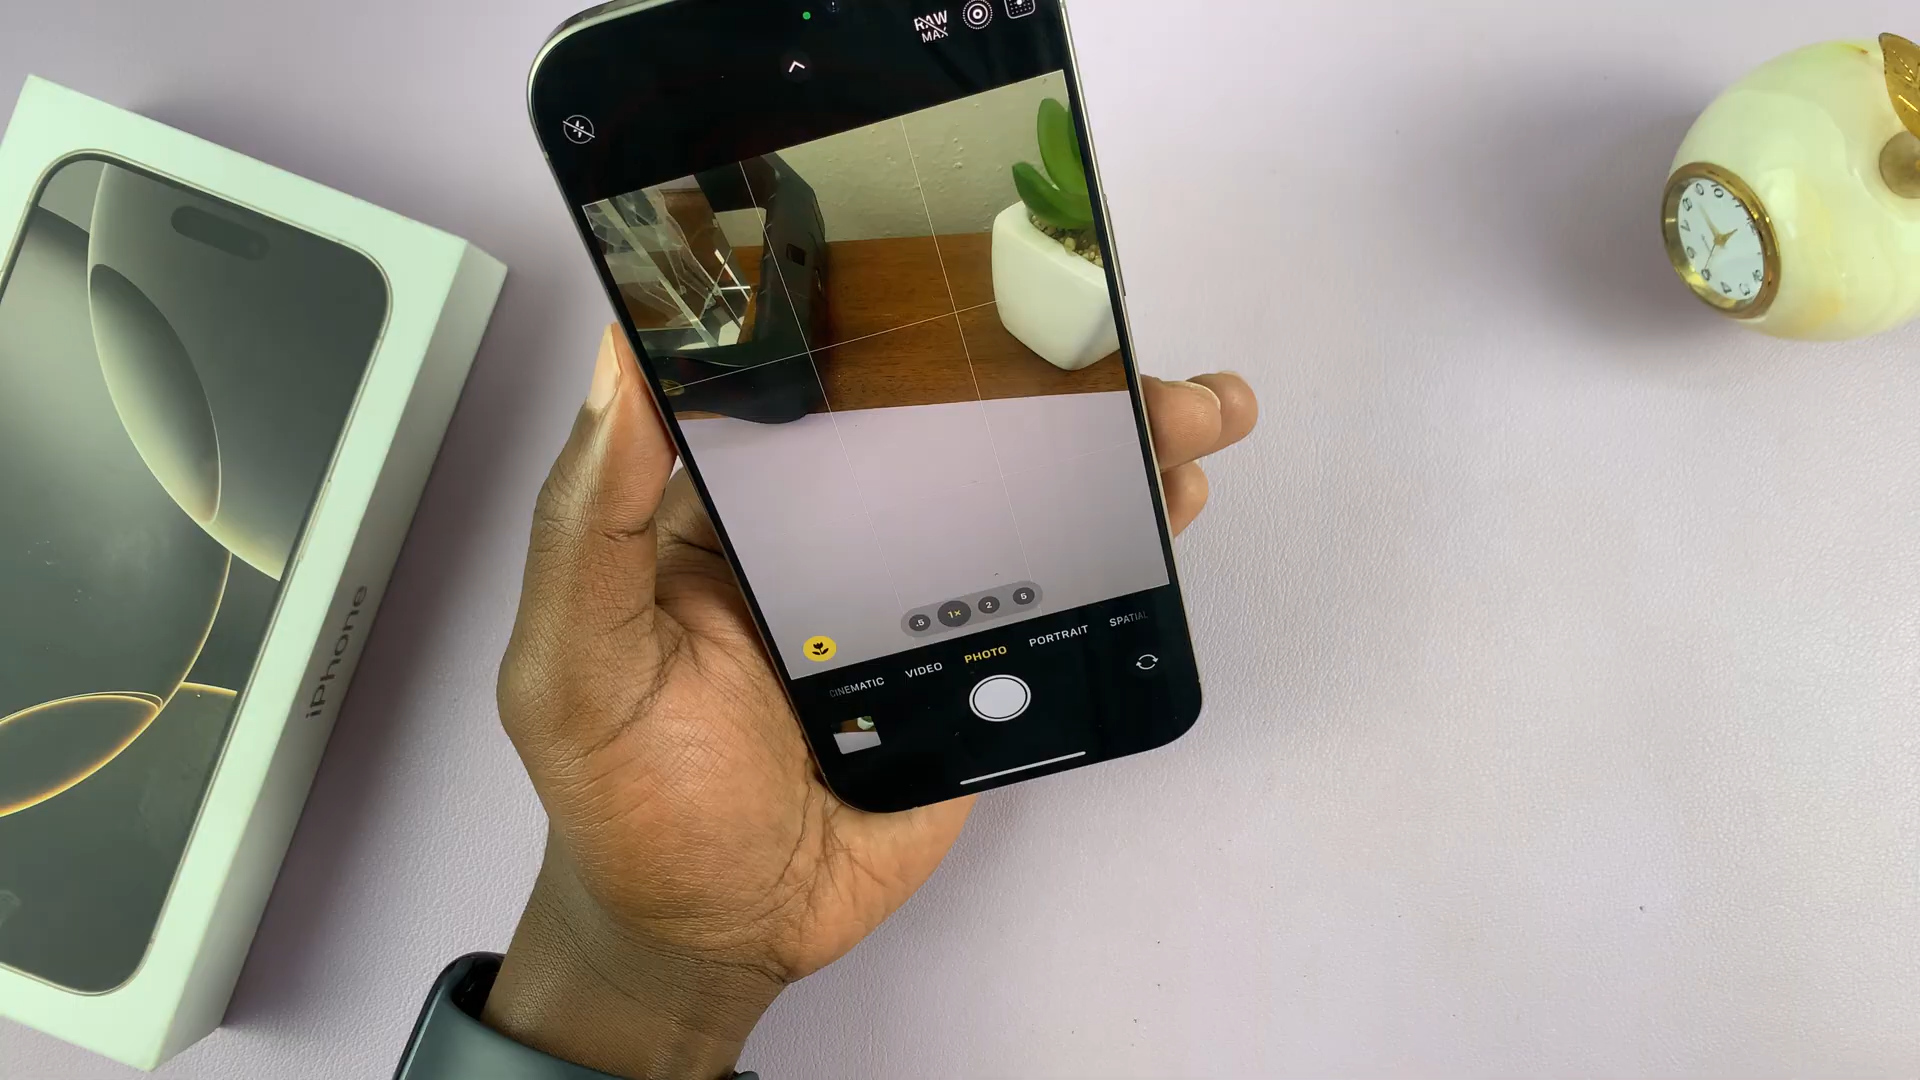 RAW
MAX
.5 1× 2 5
CINEMATIC VIDEO PHOTO PORTRAIT SPATIAL
iPhone